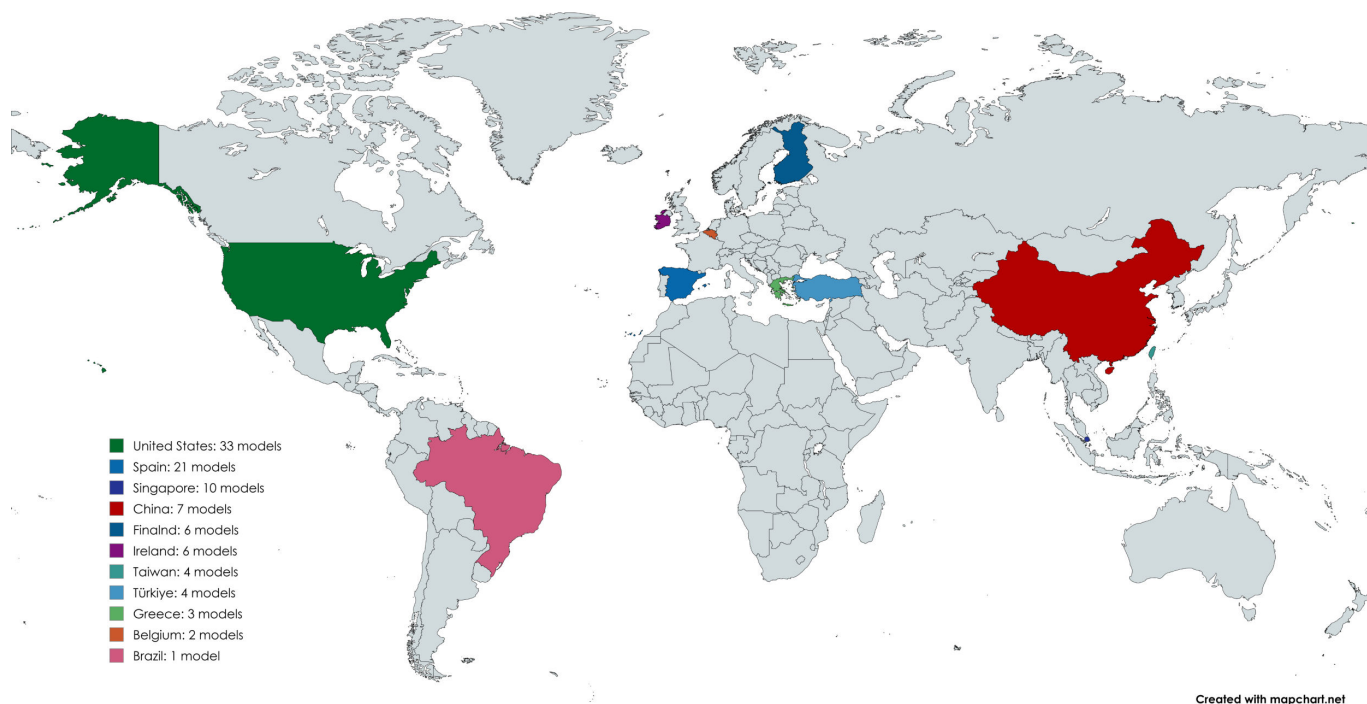 United States: 33 models
Spain: 21 models
Singapore: 10 models
China: 7 models
Finalnd: 6 models
Ireland: 6 models
Taiwan: 4 models
Türkiye: 4 models
Greece: 3 models
Belgium: 2 models
Brazil: 1 model
Created with mapchart.net